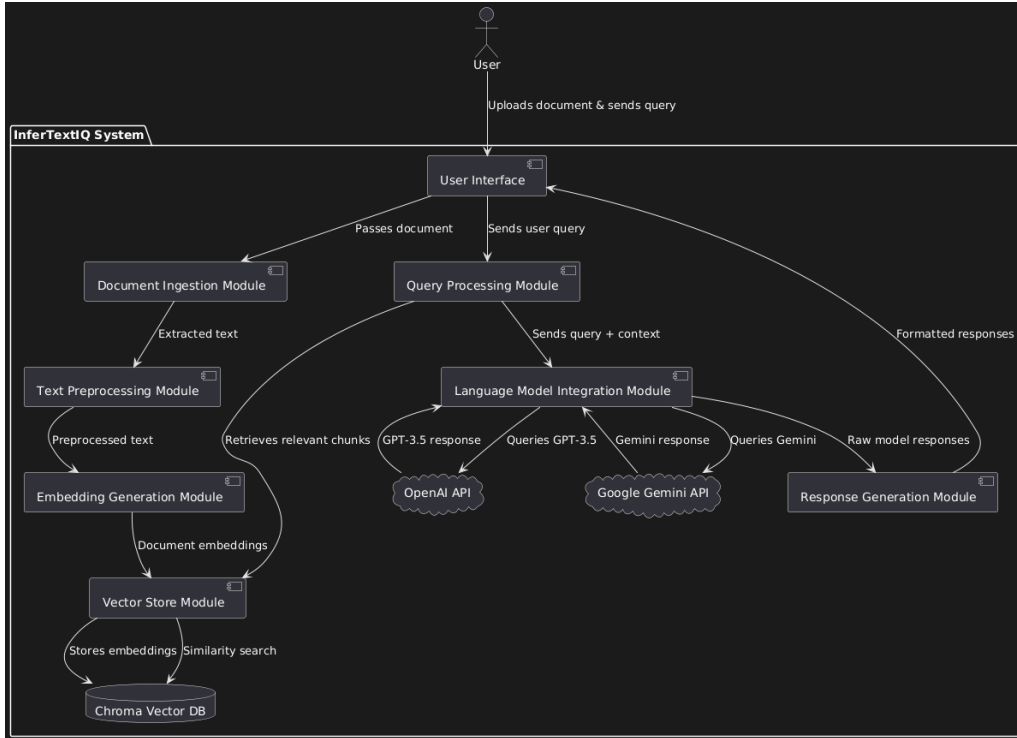 User
Uploads document & sends query
InferTextIQ System
User Interface
Passes document
Sends user query
Document Ingestion Module
Query Processing Module
Extracted text
Sends query + context
Formatted responses
Text Preprocessing Module
Language Model Integration Module
Preprocessed text
Retrieves relevant chunks
GPT-3.5 response
Queries GPT-3.5
Gemini response
Queries Gemini
Raw model responses
Embedding Generation Module
OpenAI API
Google Gemini API
Response Generation Module
Document embeddings
Vector Store Module
Stores embeddings
Similarity search
Chroma Vector DB